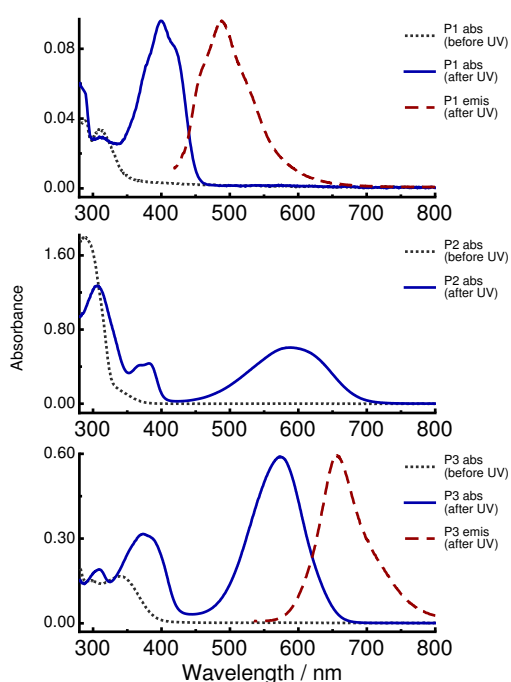 P1 abs
(before UV)
P1 abs
(after UV)
P1 emis
(after UV)
0.08
0.04
0.00
300 400 500 600 700 800
P2 abs
(before UV)
P2 abs
(after UV)
1.60
0.80
0.00
Absorbance
300 400 500 600 700 800
P3 abs
(before UV)
P3 abs
(after UV)
P3 emis
(after UV)
0.60
0.30
0.00
300 400 500 600 700 800
Wavelength / nm